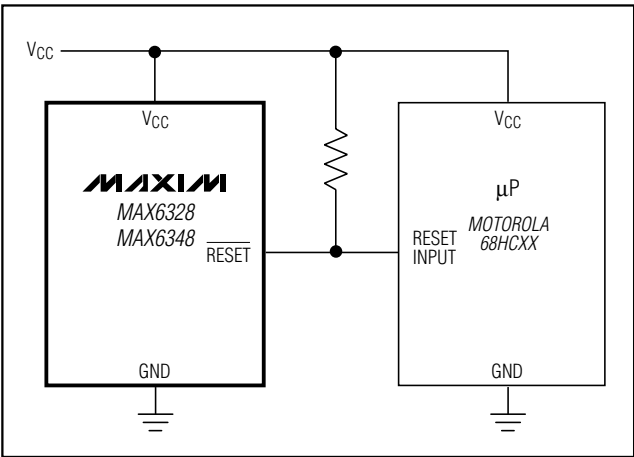 VCC
VCC
MAXIM
MAX6328
MAX6348
RESET
GND
VCC
μP
MOTOROLA
68HCXX
RESET
INPUT
GND